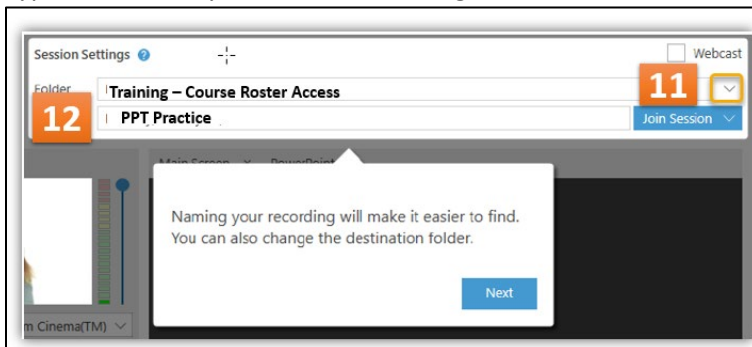 Session Settings ? Webcast
Folder Training – Course Roster Access 11
12 PPT Practice Join Session
Main Screen × PowerPoint
Naming your recording will make it easier to find.
You can also change the destination folder.
Next
Cinema(TM)